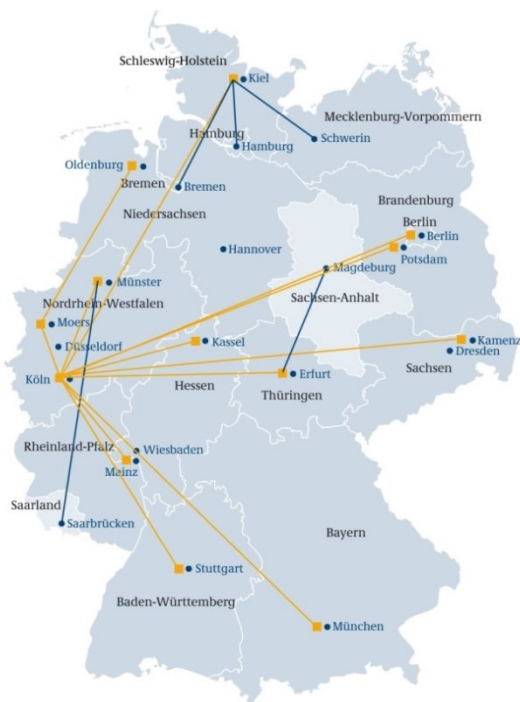 Schleswig-Holstein
Kiel
Mecklenburg-Vorpommern
Hamburg
Schwerin
Hamburg
Oldenburg
Bremen
Bremen
Niedersachsen
Brandenburg
Berlin
Berlin
Hannover
Potsdam
Magdeburg
Münster
Sachsen-Anhalt
Nordrhein-Westfalen
Moers
Düsseldorf
Kassel
Kamenz
Dresden
Sachsen
Köln
Hessen
Erfurt
Thüringen
Rheinland-Pfalz
Wiesbaden
Mainz
Saarland
Saarbrücken
Bayern
Stuttgart
Baden-Württemberg
München